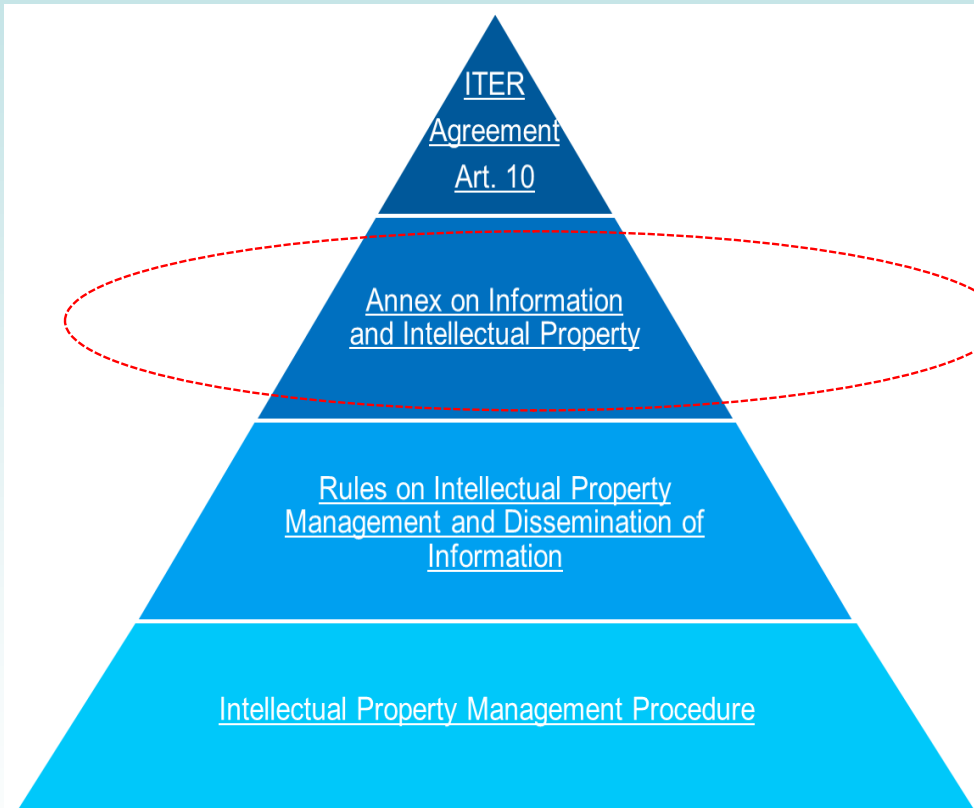 ITER
Agreement
Art. 10
Annex on Information
and Intellectual Property
Rules on Intellectual Property
Management and Dissemination of
Information
Intellectual Property Management Procedure